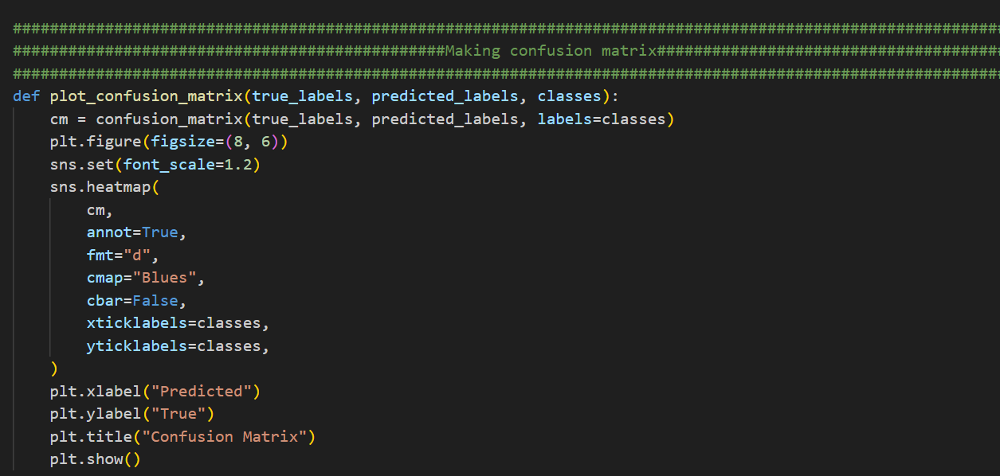 ############################################################################################################
###############################################Making confusion matrix######################################
############################################################################################################
def plot_confusion_matrix(true_labels, predicted_labels, classes):
    cm = confusion_matrix(true_labels, predicted_labels, labels=classes)
    plt.figure(figsize=(8, 6))
    sns.set(font_scale=1.2)
    sns.heatmap(
        cm,
        annot=True,
        fmt="d",
        cmap="Blues",
        cbar=False,
        xticklabels=classes,
        yticklabels=classes,
    )
    plt.xlabel("Predicted")
    plt.ylabel("True")
    plt.title("Confusion Matrix")
    plt.show()